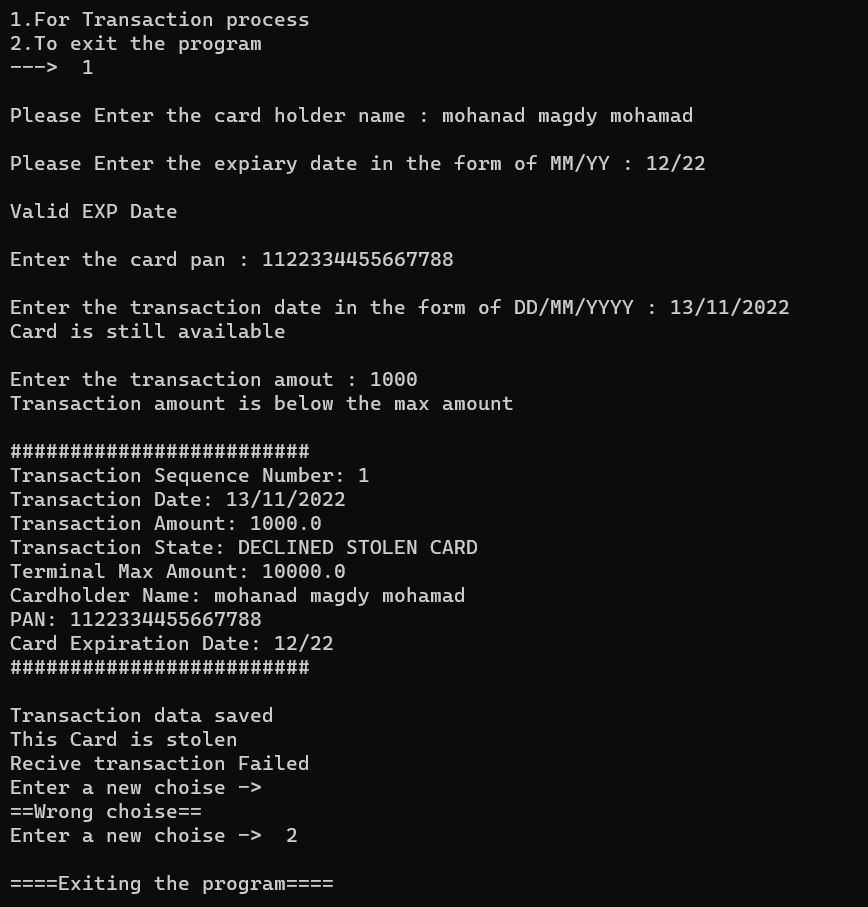 1.For Transaction process
2.To exit the program
--->  1
Please Enter the card holder name : mohanad magdy mohamad
Please Enter the expiary date in the form of MM/YY : 12/22
Valid EXP Date
Enter the card pan : 1122334455667788
Enter the transaction date in the form of DD/MM/YYYY : 13/11/2022
Card is still available
Enter the transaction amout : 1000
Transaction amount is below the max amount
#########################
Transaction Sequence Number: 1
Transaction Date: 13/11/2022
Transaction Amount: 1000.0
Transaction State: DECLINED STOLEN CARD
Terminal Max Amount: 10000.0
Cardholder Name: mohanad magdy mohamad
PAN: 1122334455667788
Card Expiration Date: 12/22
#########################
Transaction data saved
This Card is stolen
Recive transaction Failed
Enter a new choise ->
==Wrong choise==
Enter a new choise ->  2
====Exiting the program====